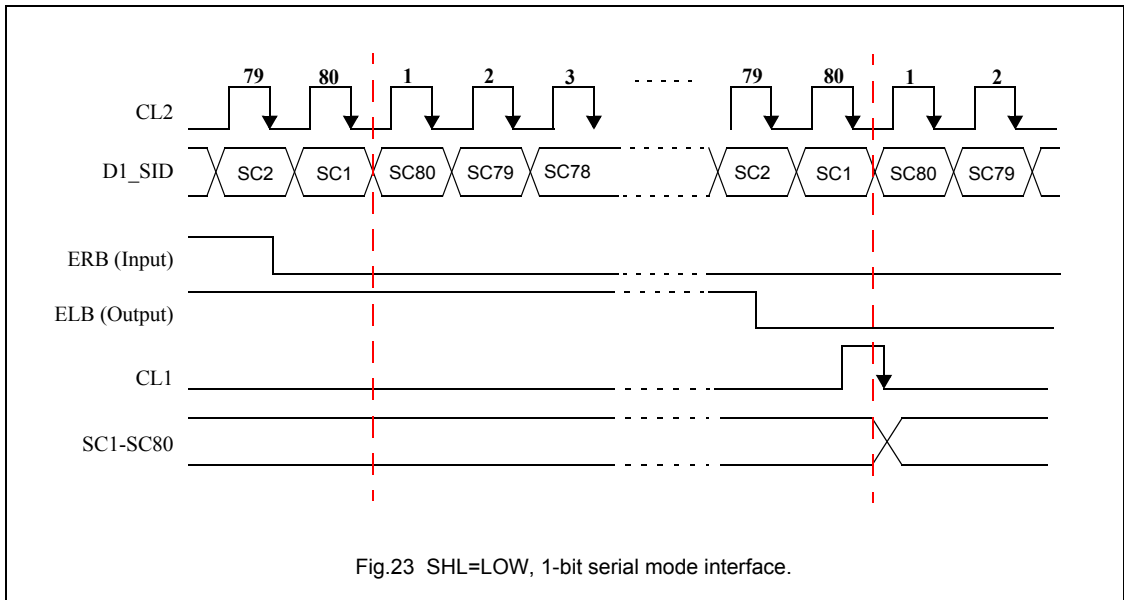 79 80 1 2 3 79 80 1 2
CL2
D1_SID SC2 SC1 SC80 SC79 SC78 SC2 SC1 SC80 SC79
ERB (Input)
ELB (Output)
CL1
SC1-SC80
Fig.23 SHL=LOW, 1-bit serial mode interface.